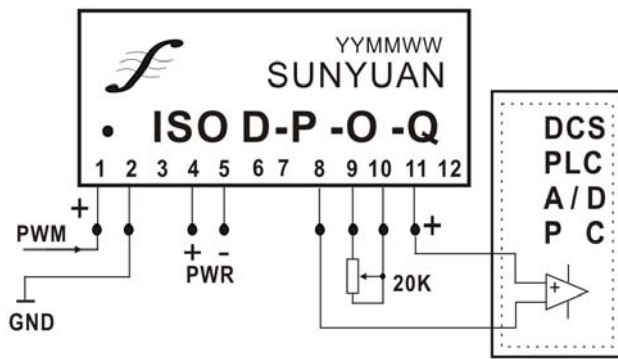 YYMMWW
SUNYUAN
ISO D-P -O -Q
1 2 3 4 5 6 7 8 9 10 11 12
+ +
PWM
+ -
PWR
20K
GND
DCS
PLC
A / D
P C
+